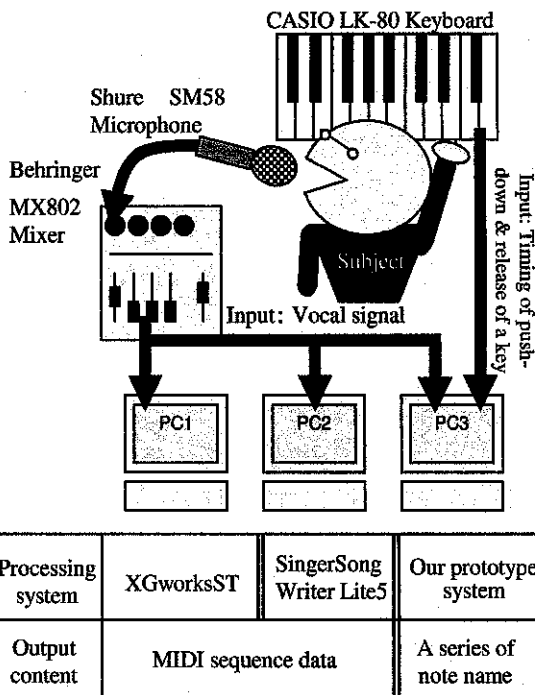 CASIO LK-80 Keyboard
Shure SM58
Microphone
Behringer
MX802
Mixer
Subject
Input: Timing of push-
down & release of a key
Input: Vocal signal
PC1
PC2
PC3
Processing
system
XGworksST
SingerSong
Writer Lite5
Our prototype
system
Output
content
MIDI sequence data
A series of
note name